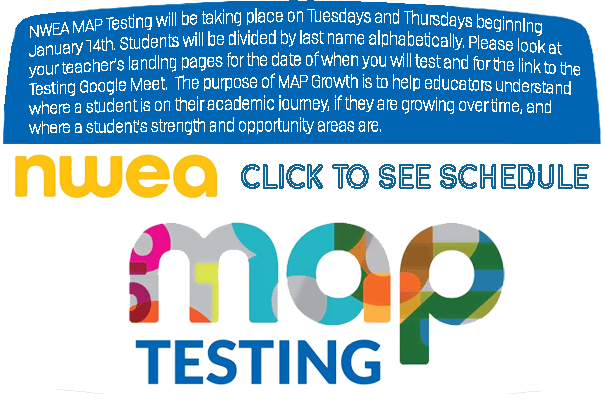 NWEA MAP Testing will be taking place on Tuesdays and Thursdays beginning
January 14th. Students will be divided by last name alphabetically. Please look at
your teacher's landing pages for the date of when you will test and for the link to the
Testing Google Meet. The purpose of MAP Growth is to help educators understand
where a student is on their academic journey, if they are growing over time, and
where a student's strength and opportunity areas are.
nwea CLICK TO SEE SCHEDULE
map
TESTING